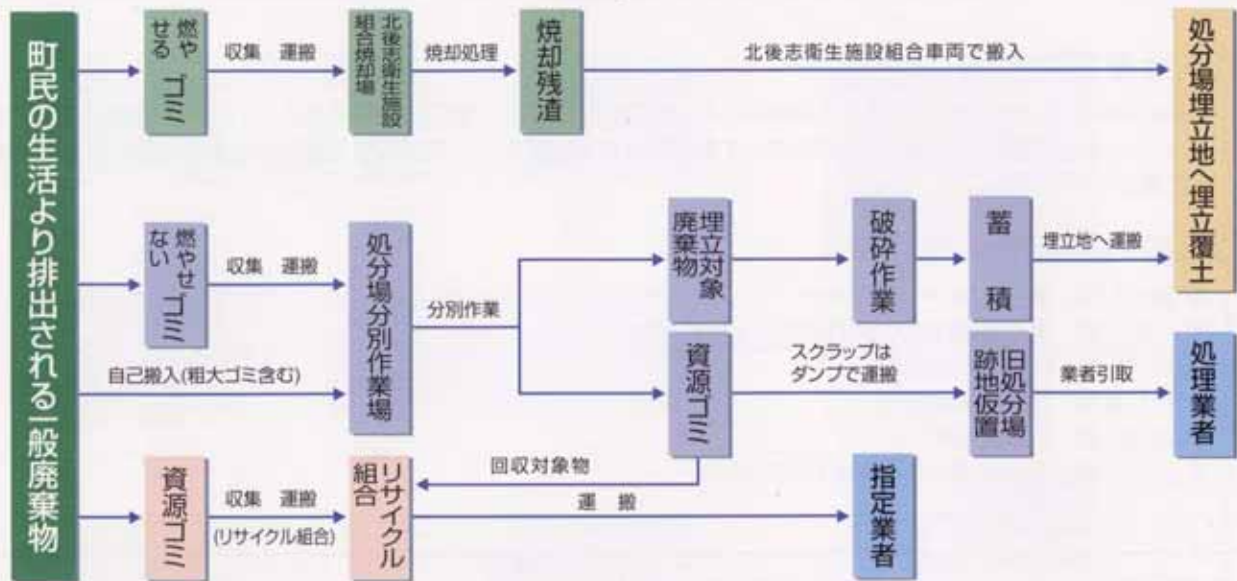 町民の生活より排出される一般廃棄物
燃や
せる
ゴミ
収集 運搬
北後志衛生施設
組合焼却場
焼却処理
焼却残渣
北後志衛生施設組合車両で搬入
処分場埋立地へ埋立覆土
燃やせ
ない
ゴミ
収集 運搬
自己搬入(粗大ゴミ含む)
処分場分別作業場
分別作業
埋立対象
廃棄物
破砕作業
蓄積
埋立地へ運搬
資源ゴミ
スクラップは
ダンプで運搬
旧処分場
跡地仮置
業者引取
処理業者
資源ゴミ
収集 運搬
(リサイクル組合)
リサイクル
組合
回収対象物
運搬
指定業者